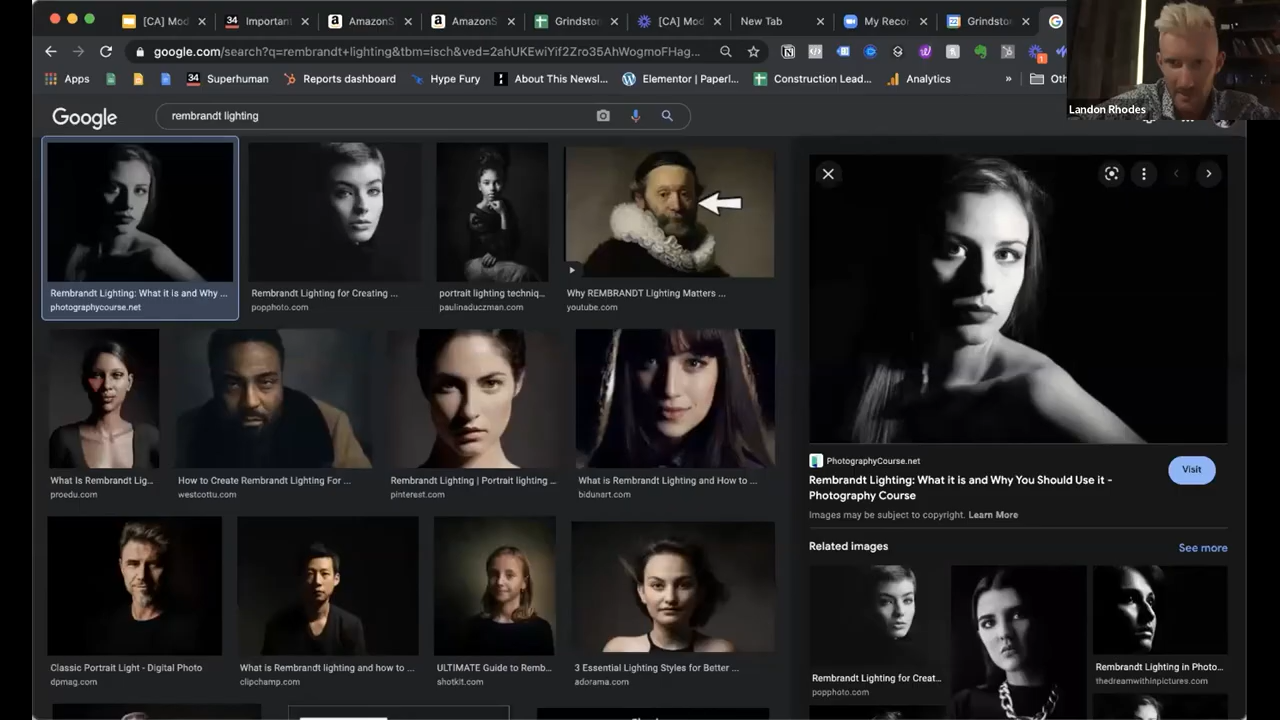 [CA] Mod
34 Important
AmazonS
AmazonS
Grindston
[CA] Mod
New Tab
My Reco
Grindsto
google.com/search?q=rembrandt+lighting&tbm=isch&ved=2ahUKEwiYif2Zro35AhWogmoFHag...
Apps
34 Superhuman
Reports dashboard
Hype Fury
About This Newsl...
Elementor | Paperl...
Construction Lead...
Analytics
»
Landon Rhodes
Google
rembrandt lighting
Rembrandt Lighting: What it is and Why ...
photographycourse.net
Rembrandt Lighting for Creating ...
popphoto.com
portrait lighting techniq...
paulinaduczman.com
Why REMBRANDT Lighting Matters ...
youtube.com
What Is Rembrandt Lig...
proedu.com
How to Create Rembrandt Lighting For ...
westcottu.com
Rembrandt Lighting | Portrait lighting ...
pinterest.com
What is Rembrandt Lighting and How to ...
bidunart.com
Classic Portrait Light - Digital Photo
dpmag.com
What is Rembrandt lighting and how to ...
clipchamp.com
ULTIMATE Guide to Remb...
shotkit.com
3 Essential Lighting Styles for Better ...
adorama.com
PhotographyCourse.net
Visit
Rembrandt Lighting: What it is and Why You Should Use it -
Photography Course
Images may be subject to copyright. Learn More
Related images
See more
Rembrandt Lighting for Creat...
popphoto.com
Rembrandt Lighting in Photo...
thedreamwithinpictures.com